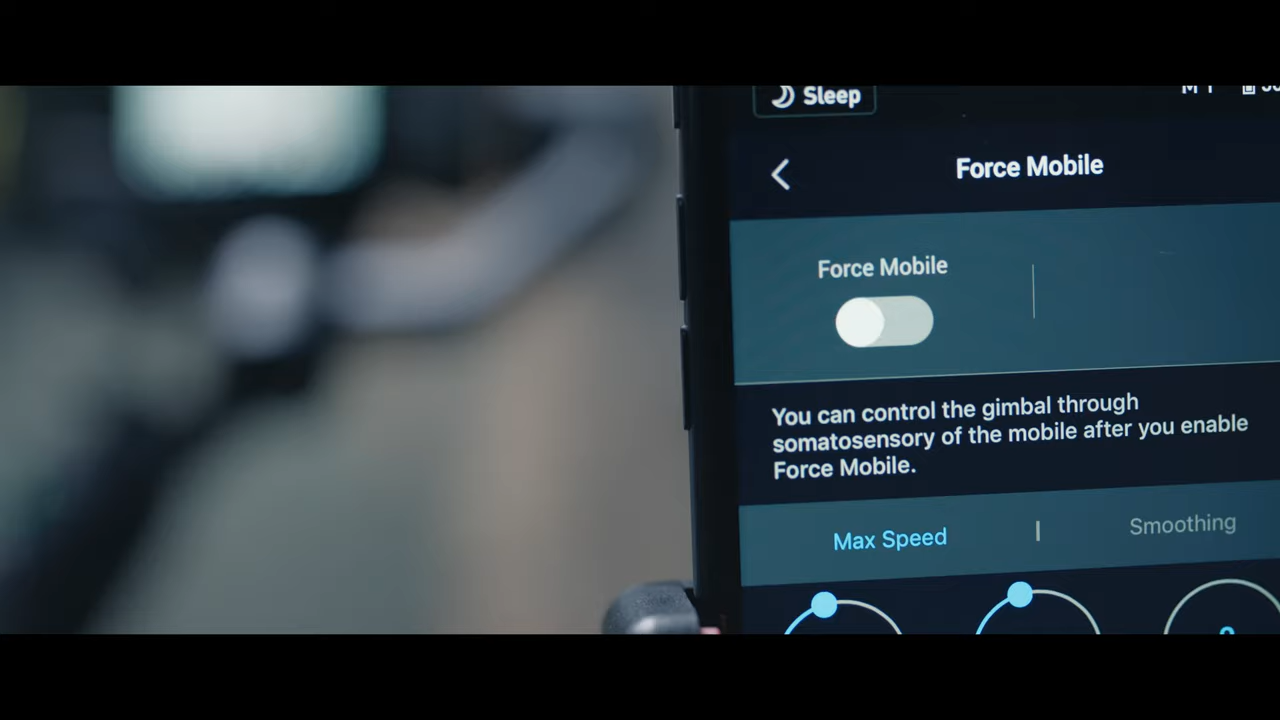 Sleep
Force Mobile
Force Mobile
You can control the gimbal through
somatosensory of the mobile after you enable
Force Mobile.
Max Speed | Smoothing